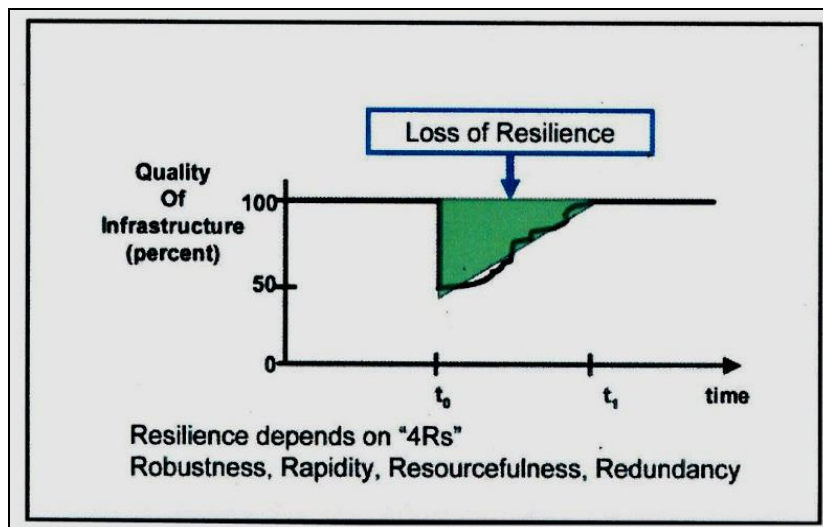 Loss of Resilience
Quality
Of
Infrastructure
(percent)
100
50
0
t₀
t₁
time
Resilience depends on "4Rs"
Robustness, Rapidity, Resourcefulness, Redundancy